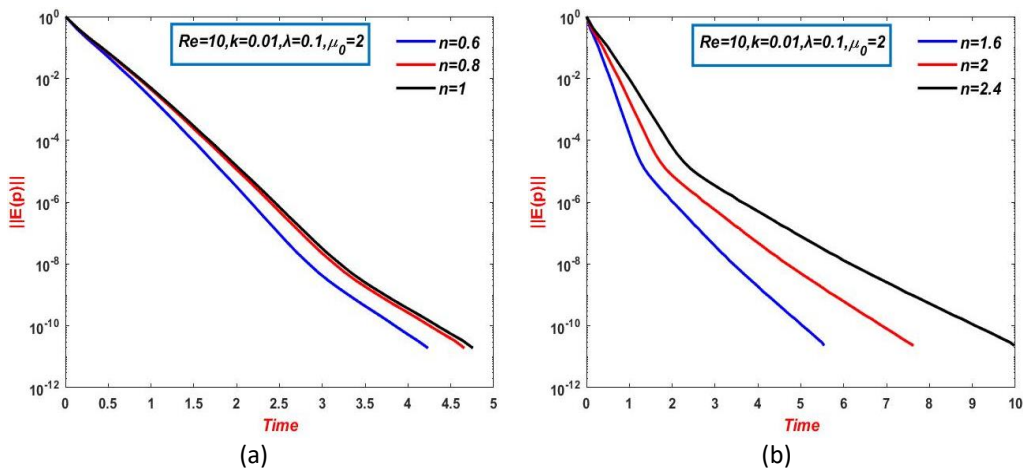 Re=10,k=0.01,λ=0.1,μ0=2
n=0.6
n=0.8
n=1
||E(p)||
10^0
10^-2
10^-4
10^-6
10^-8
10^-10
10^-12
0 0.5 1 1.5 2 2.5 3 3.5 4 4.5 5
Time
(a)
Re=10,k=0.01,λ=0.1,μ0=2
n=1.6
n=2
n=2.4
||E(p)||
10^0
10^-2
10^-4
10^-6
10^-8
10^-10
10^-12
0 1 2 3 4 5 6 7 8 9 10
Time
(b)